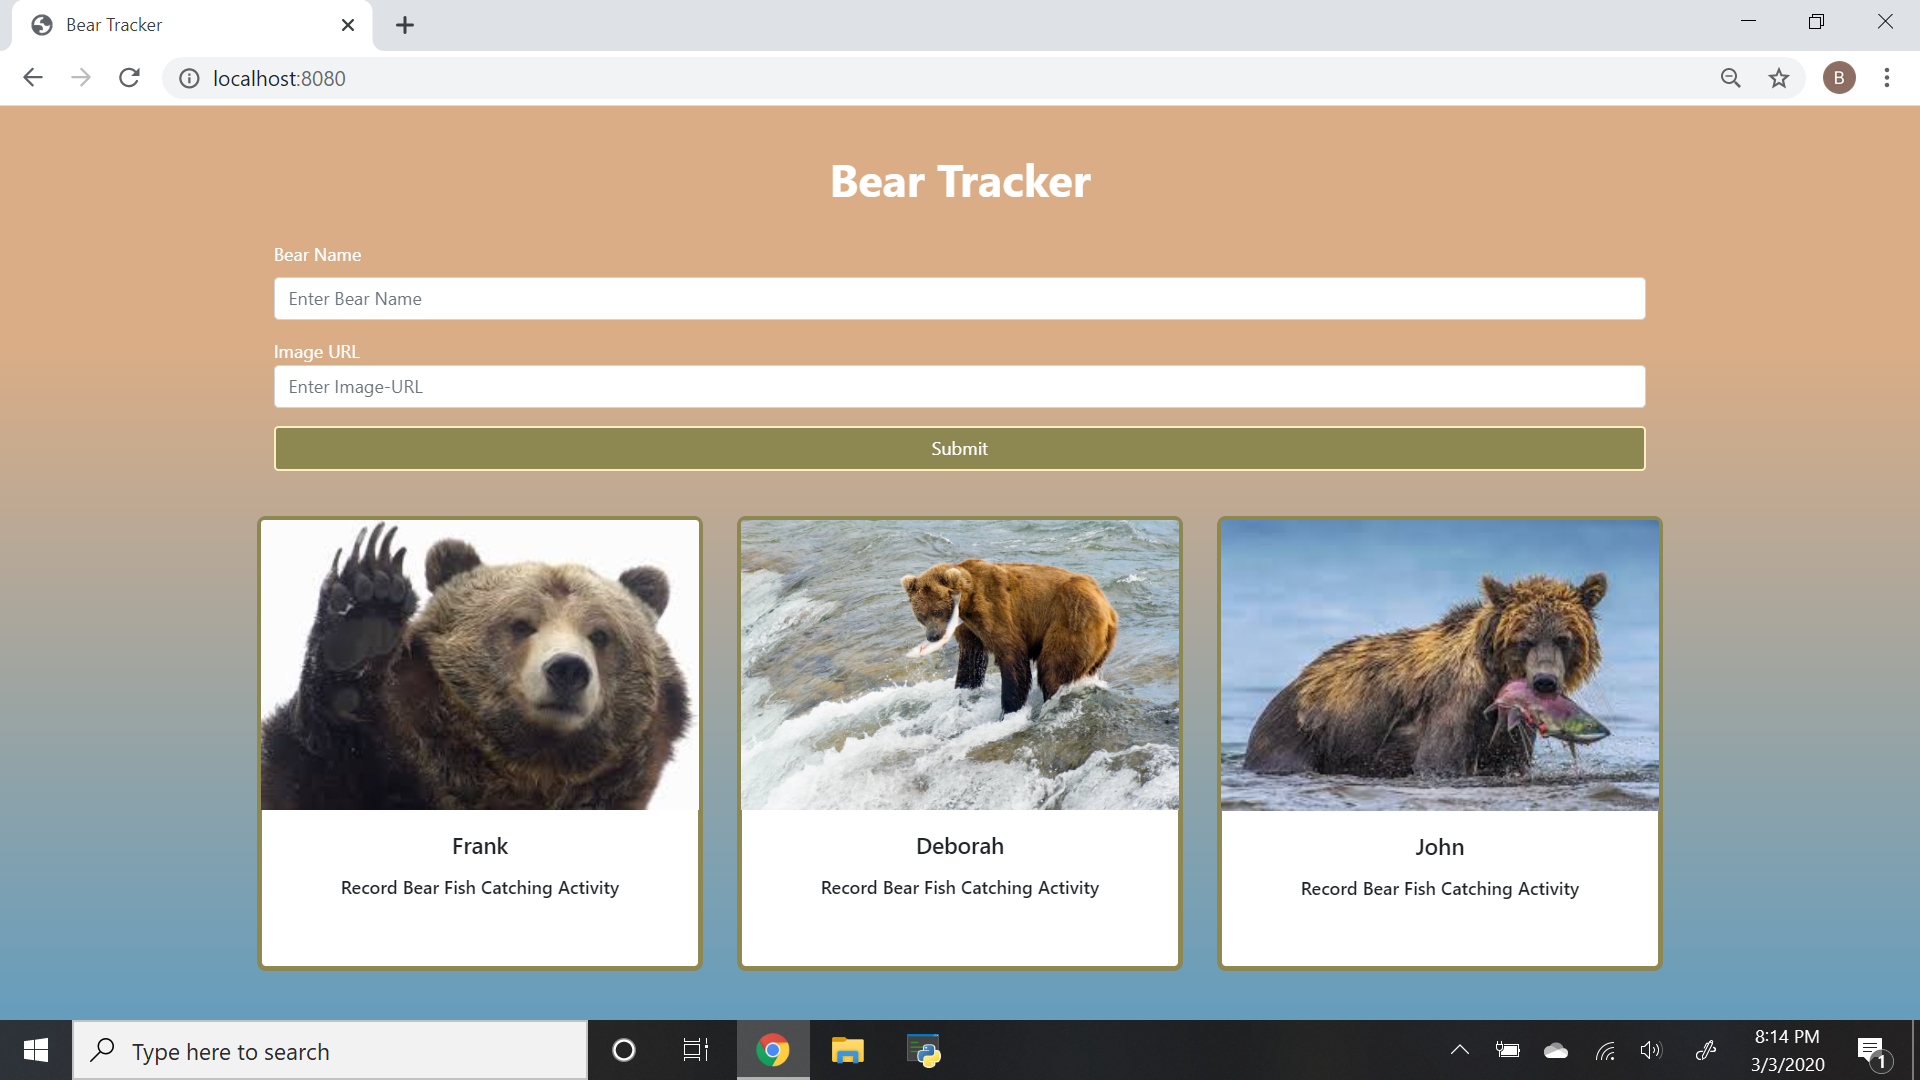 Bear Tracker
localhost:8080
B
Bear Tracker
Bear Name
Enter Bear Name
Image URL
Enter Image-URL
Submit
Frank
Record Bear Fish Catching Activity
Deborah
Record Bear Fish Catching Activity
John
Record Bear Fish Catching Activity
Type here to search
8:14 PM
3/3/2020
1